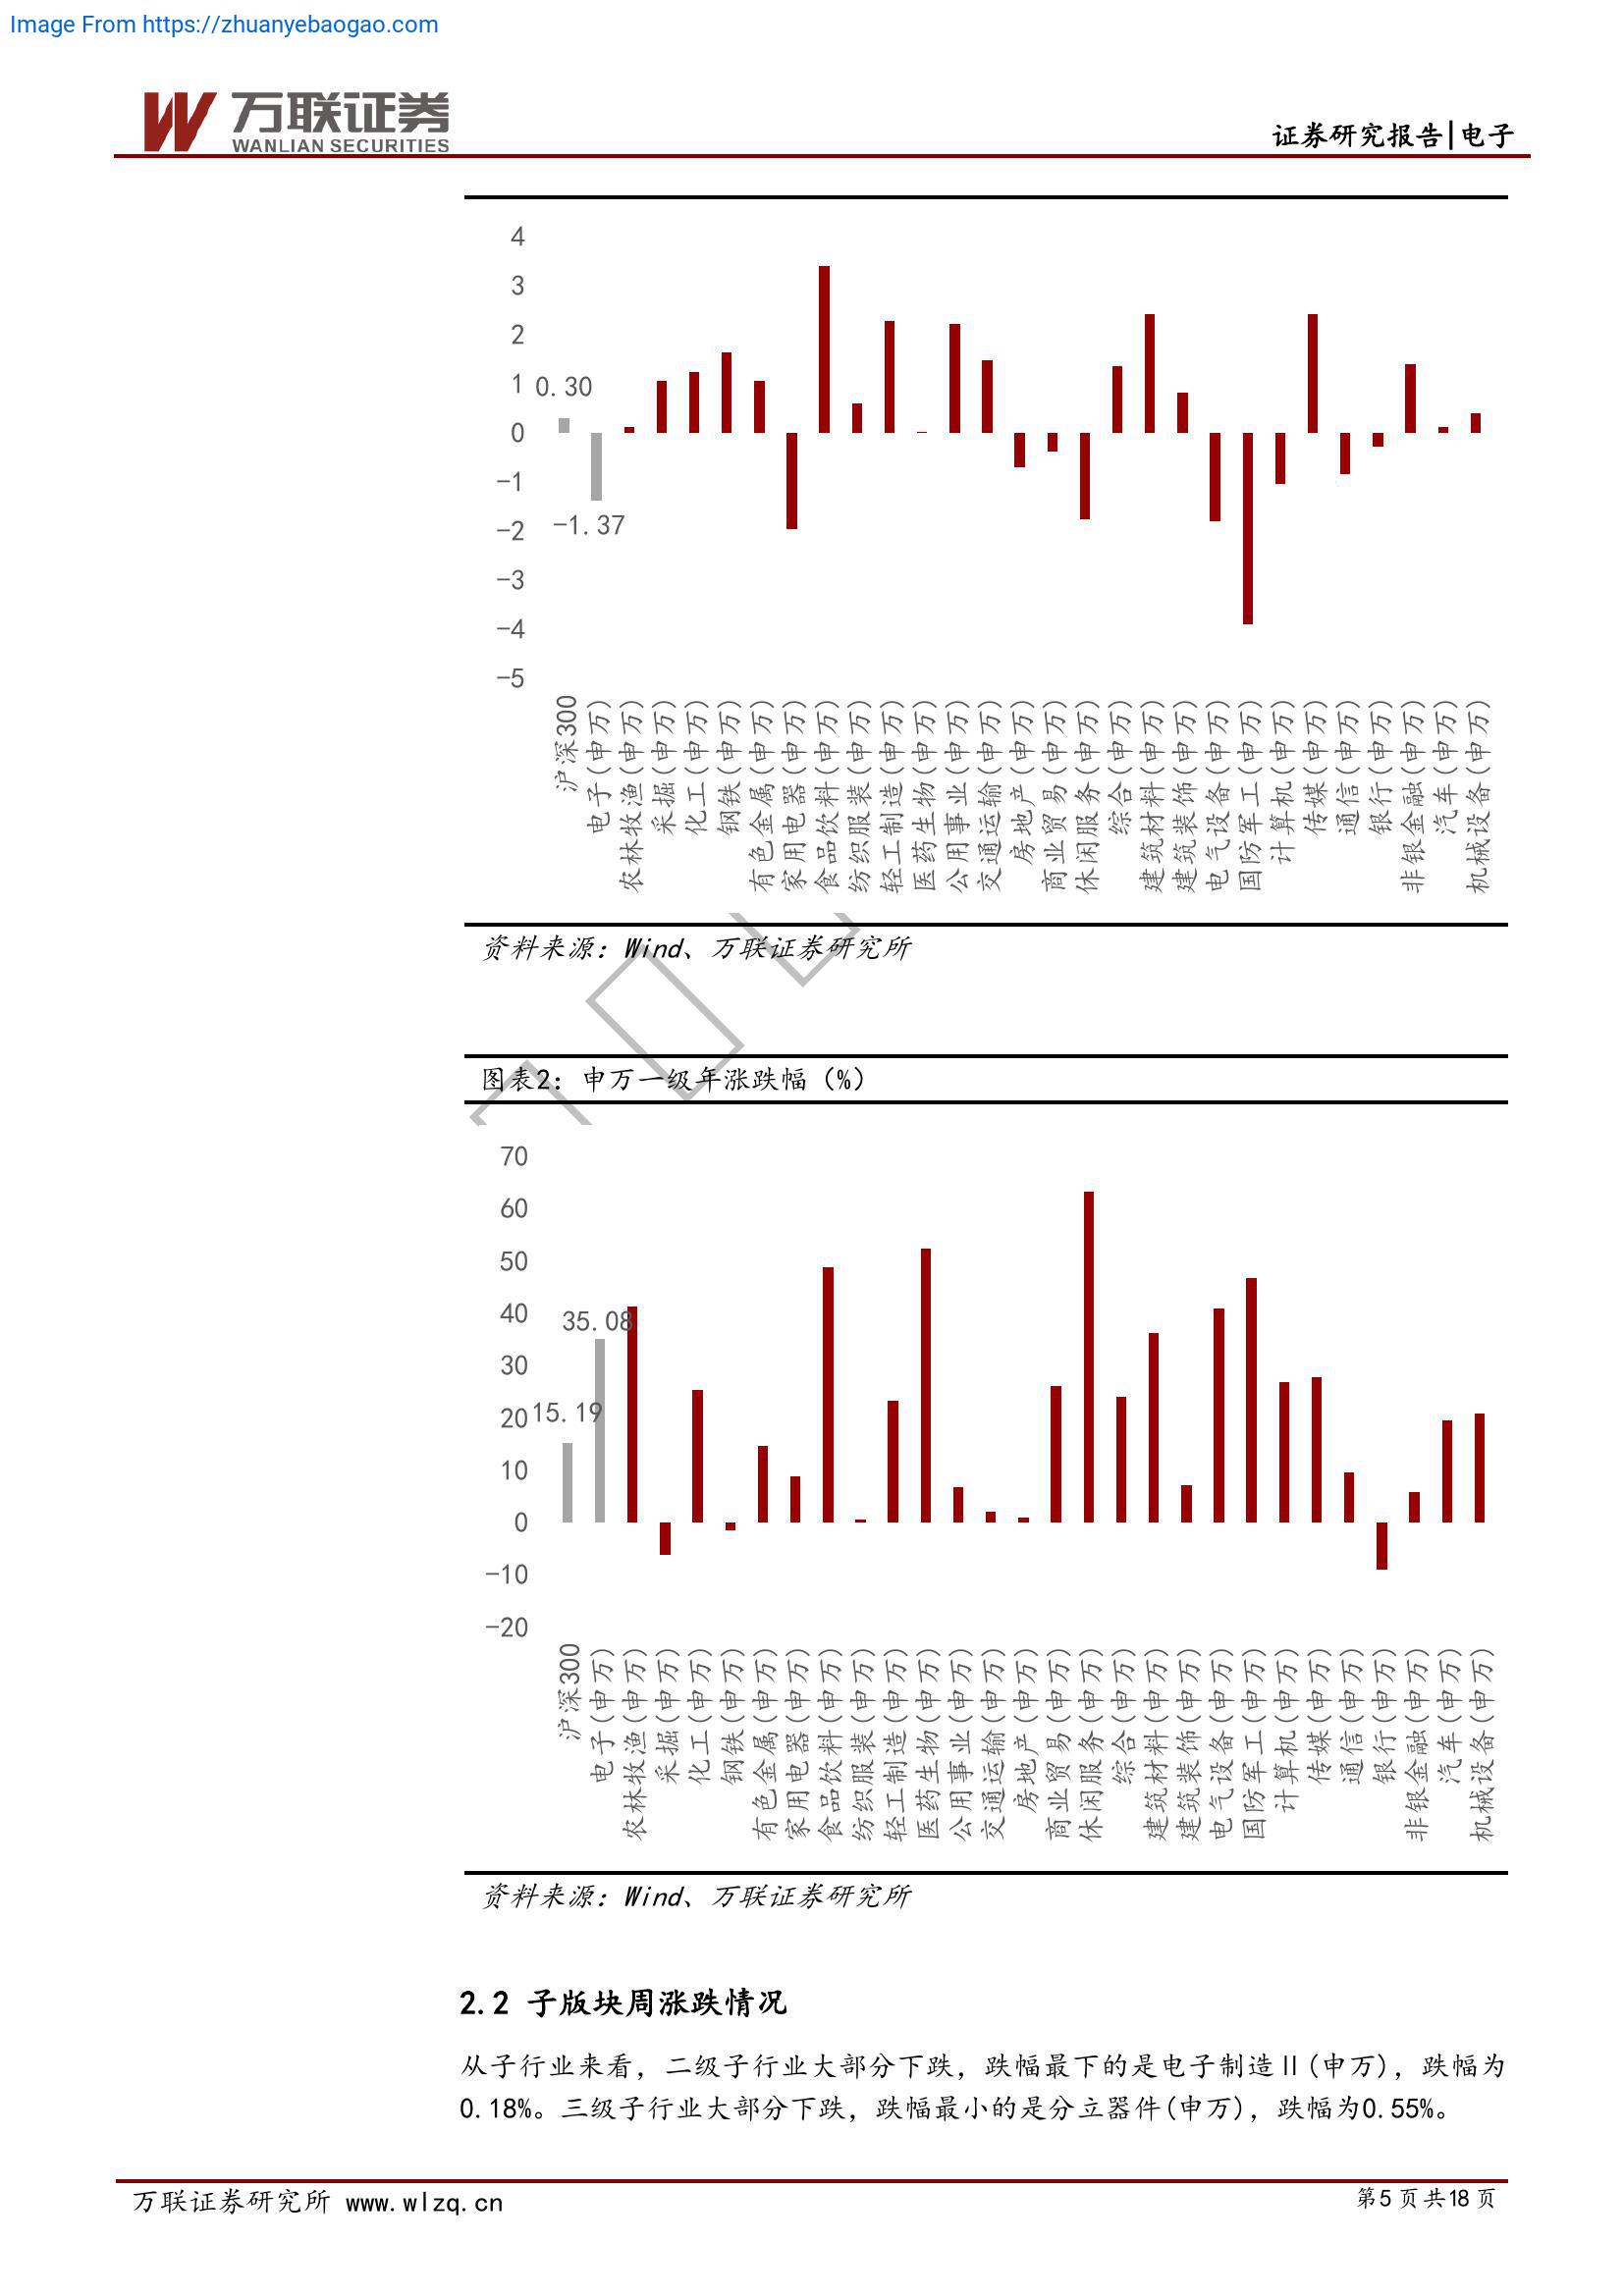 Image From https://zhuanyebaogao.com
万联证券
WANLIAN SECURITIES
证券研究报告|电子
4
3
2
1
0
-1
-2
-3
-4
-5
0.30
-1.37
沪深300
电子(申万)
农林牧渔(申万)
采掘(申万)
化工(申万)
钢铁(申万)
有色金属(申万)
家用电器(申万)
食品饮料(申万)
纺织服装(申万)
轻工制造(申万)
医药生物(申万)
公用事业(申万)
交通运输(申万)
房地产(申万)
商业贸易(申万)
休闲服务(申万)
综合(申万)
建筑材料(申万)
建筑装饰(申万)
电气设备(申万)
国防军工(申万)
计算机(申万)
传媒(申万)
通信(申万)
银行(申万)
非银金融(申万)
汽车(申万)
机械设备(申万)
资料来源：Wind、万联证券研究所
图表2：申万一级年涨跌幅（%）
70
60
50
40
30
20
10
0
-10
-20
15.19
35.08
沪深300
电子(申万)
农林牧渔(申万)
采掘(申万)
化工(申万)
钢铁(申万)
有色金属(申万)
家用电器(申万)
食品饮料(申万)
纺织服装(申万)
轻工制造(申万)
医药生物(申万)
公用事业(申万)
交通运输(申万)
房地产(申万)
商业贸易(申万)
休闲服务(申万)
综合(申万)
建筑材料(申万)
建筑装饰(申万)
电气设备(申万)
国防军工(申万)
计算机(申万)
传媒(申万)
通信(申万)
银行(申万)
非银金融(申万)
汽车(申万)
机械设备(申万)
资料来源：Wind、万联证券研究所
2.2 子版块周涨跌情况
从子行业来看，二级子行业大部分下跌，跌幅最下的是电子制造Ⅱ(申万)，跌幅为
0.18%。三级子行业大部分下跌，跌幅最小的是分立器件(申万)，跌幅为0.55%。
万联证券研究所 www.wlzq.cn
第5页共18页